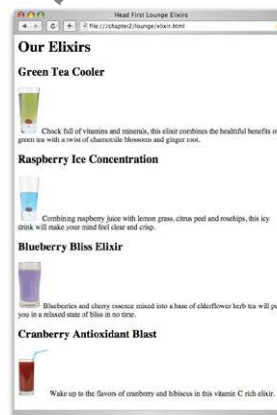 Head First Lounge Elixirs
file:///chapter2/lounge/elixir.html
Our Elixirs
Green Tea Cooler
Chock full of vitamins and minerals, this elixir combines the healthful benefits of
green tea with a twist of chamomile blossoms and ginger root.
Raspberry Ice Concentration
Combining raspberry juice with lemon grass, citrus peel and rosehips, this icy
drink will make your mind feel clear and crisp.
Blueberry Bliss Elixir
Blueberries and cherry essence mixed into a base of elderflower herb tea will put
you in a relaxed state of bliss in no time.
Cranberry Antioxidant Blast
Wake up to the flavors of cranberry and hibiscus in this vitamin C rich elixir.